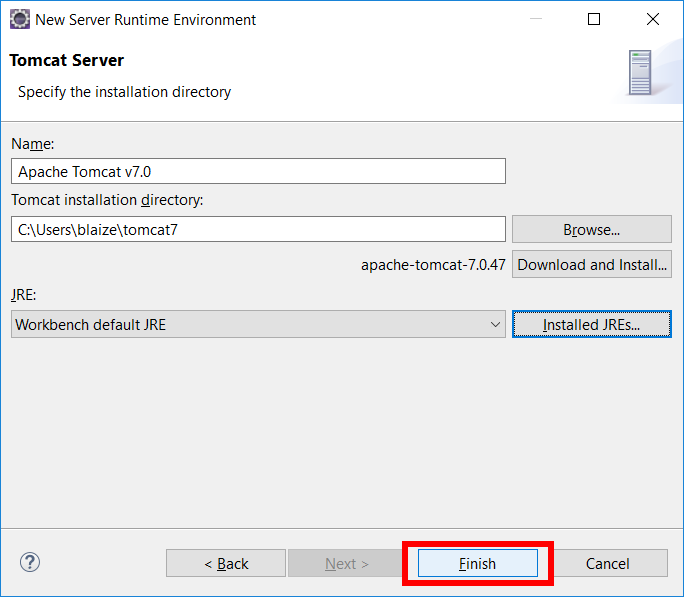 New Server Runtime Environment
Tomcat Server
Specify the installation directory
Name:
Apache Tomcat v7.0
Tomcat installation directory:
C:\Users\blaize\tomcat7
Browse...
apache-tomcat-7.0.47
Download and Install...
JRE:
Workbench default JRE
Installed JREs...
?
< Back
Next >
Finish
Cancel